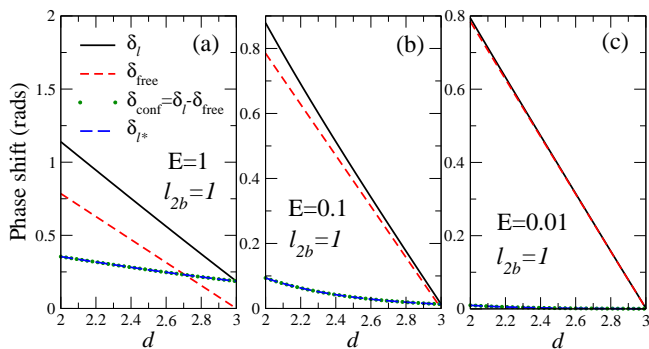 Phase shift (rads)
2
1.5
1
0.5
0
(a)
δ_l
δ_free
δ_conf=δ_l-δ_free
δ_l*
E=1
l_2b=1
2 2.2 2.4 2.6 2.8 3
d
0.8
0.6
0.4
0.2
0
(b)
E=0.1
l_2b=1
2 2.2 2.4 2.6 2.8 3
d
0.8
0.6
0.4
0.2
0
(c)
E=0.01
l_2b=1
2 2.2 2.4 2.6 2.8 3
d